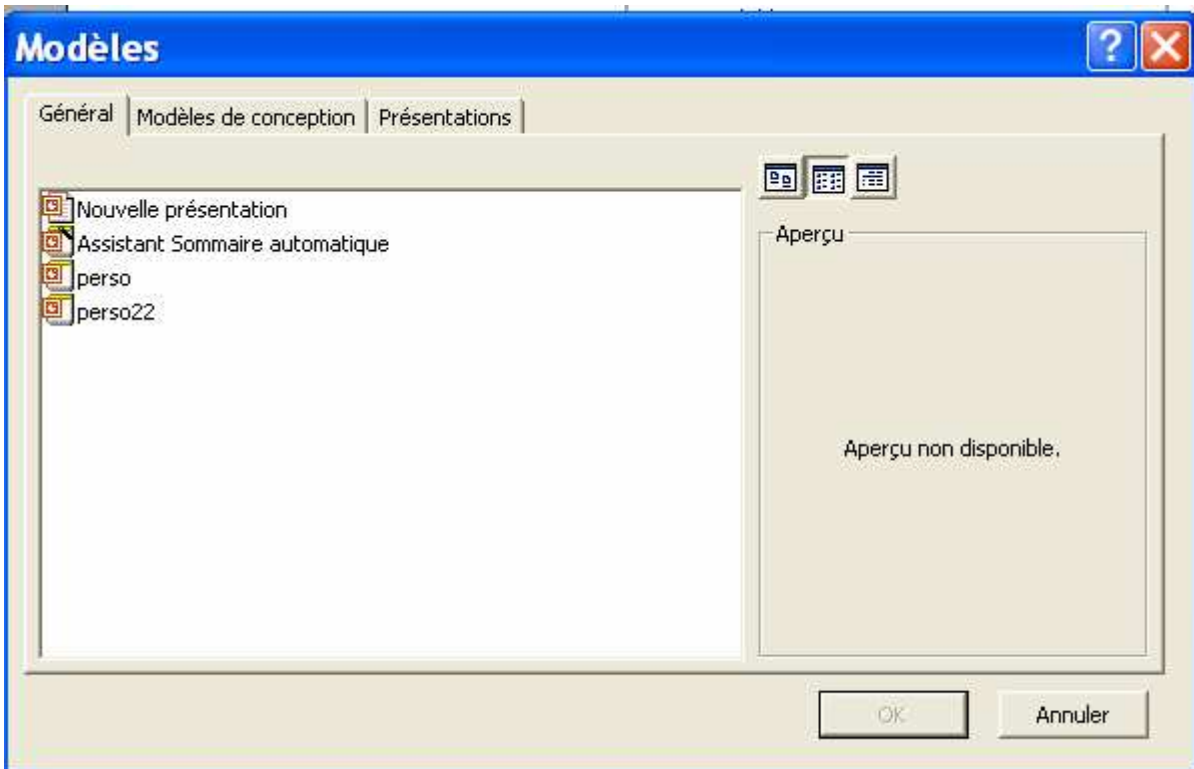 Modèles
Général
Modèles de conception
Présentations
Nouvelle présentation
Assistant Sommaire automatique
perso
perso22
Aperçu
Aperçu non disponible.
OK
Annuler